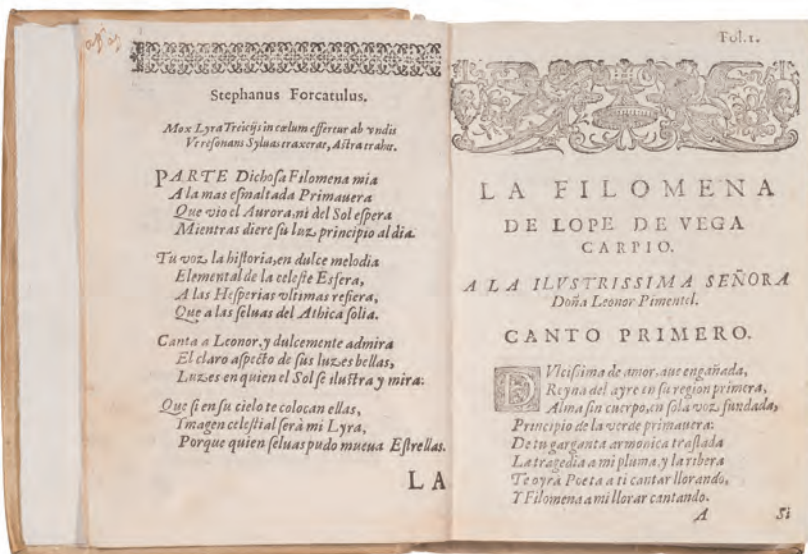 Stephanus Forcatulus.
Mox Lyra Treicijs in cœlum efferetur ab vndis
Vt resonans Syluas traxeras, Astra trahis.
PARTE Dichosa Filomena mia
A la mas esmaltada Primauera
Que vio el Aurora, ni del Sol espera
Mientras diere su luz principio al dia.
Tu voz la historia, en dulce melodia
Elemental de la celeste Esfera,
A las Hesperias vltimas refiera,
Que a las seluas del Athica solia.
Canta a Leonor, y dulcemente admira
El claro aspecto de sus luzes bellas,
Luzes en quien el Sol se ilustra y mira:
Que si en su cielo te colocan ellas,
Imagen celestial serà mi Lyra,
Porque quien seluas pudo mueua Estrellas.
LA
Fol.1.
LA FILOMENA
DE LOPE DE VEGA
CARPIO.
A LA ILVSTRISSIMA SEÑORA
Doña Leonor Pimentel.
CANTO PRIMERO.
DVlcissima de amor, aue engañada,
Reyna del ayre en su region primera,
Alma sin cuerpo, en sola voz fundada,
Principio de la verde primauera:
De tu garganta armonica traslada
La tragedia a mi pluma, y la ribera
Te oyrà Poeta a ti cantar llorando,
Y Filomena a mi llorar cantando.
A Si